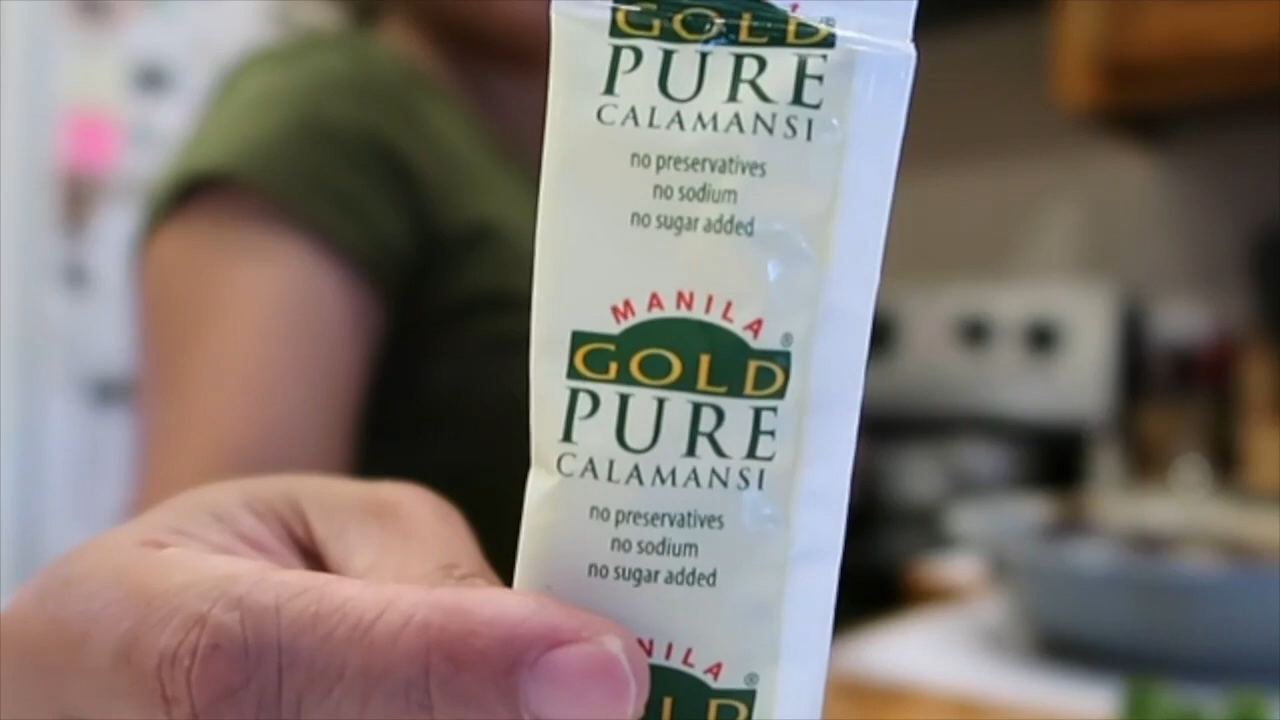 GOLD®
PURE
CALAMANSI
no preservatives
no sodium
no sugar added
MANILA
GOLD®
PURE
CALAMANSI
no preservatives
no sodium
no sugar added
NILA®
LD